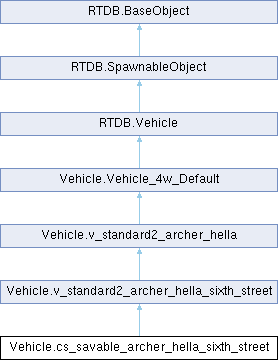 RTDB.BaseObject
RTDB.SpawnableObject
RTDB.Vehicle
Vehicle.Vehicle_4w_Default
Vehicle.v_standard2_archer_hella
Vehicle.v_standard2_archer_hella_sixth_street
Vehicle.cs_savable_archer_hella_sixth_street